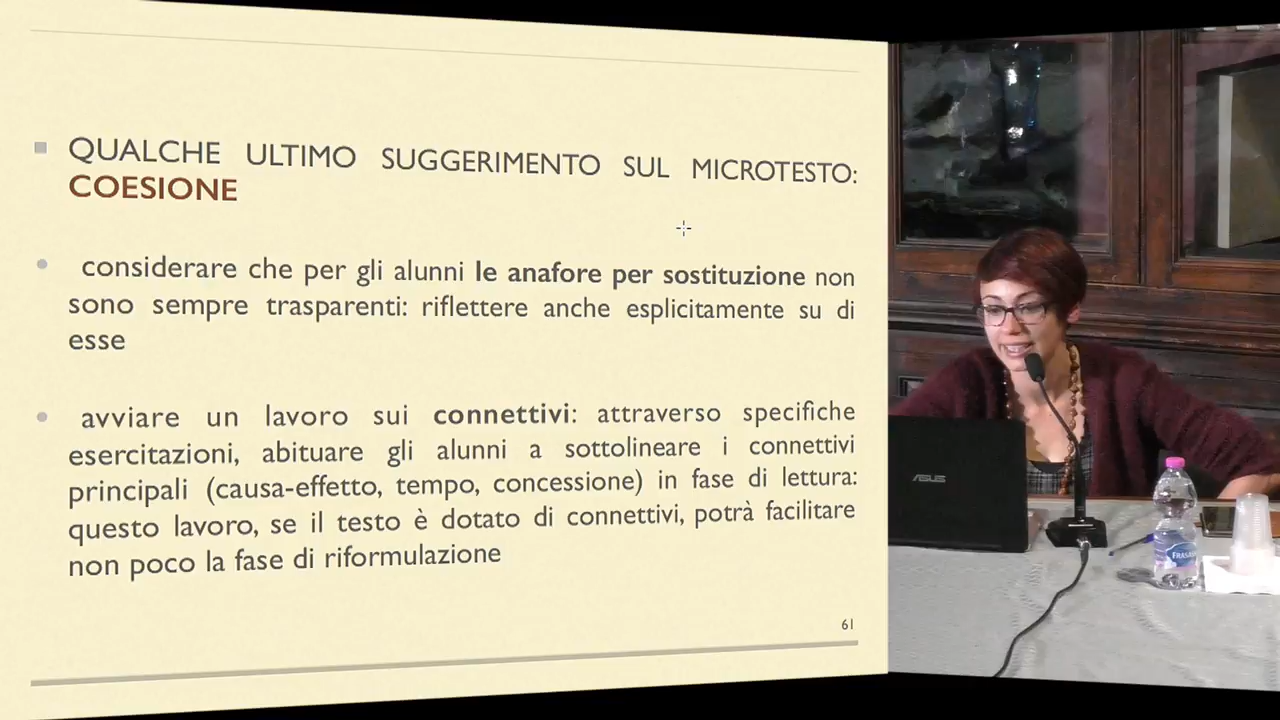 QUALCHE ULTIMO SUGGERIMENTO SUL MICROTESTO:
COESIONE
considerare che per gli alunni le anafore per sostituzione non
sono sempre trasparenti: riflettere anche esplicitamente su di
esse
avviare un lavoro sui connettivi: attraverso specifiche
esercitazioni, abituare gli alunni a sottolineare i connettivi
principali (causa-effetto, tempo, concessione) in fase di lettura:
questo lavoro, se il testo è dotato di connettivi, potrà facilitare
non poco la fase di riformulazione
61
ASUS